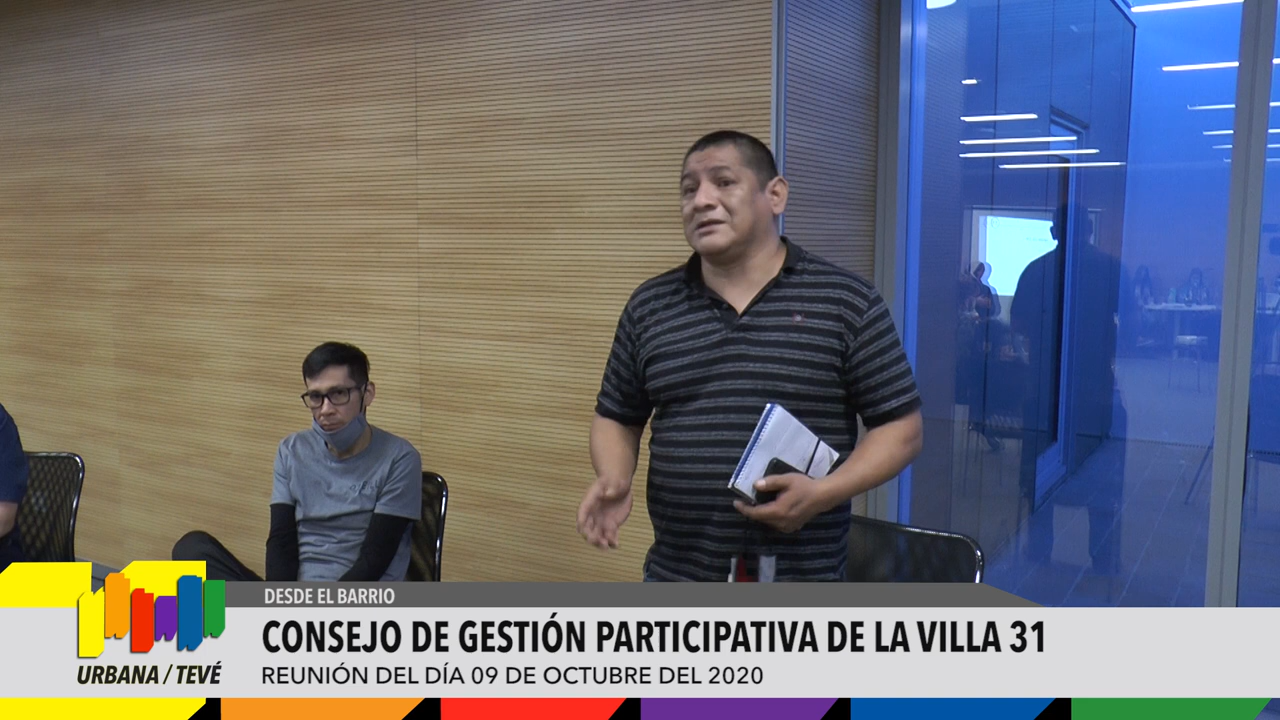 DESDE EL BARRIO
CONSEJO DE GESTIÓN PARTICIPATIVA DE LA VILLA 31
REUNIÓN DEL DÍA 09 DE OCTUBRE DEL 2020
URBANA / TEVÉ